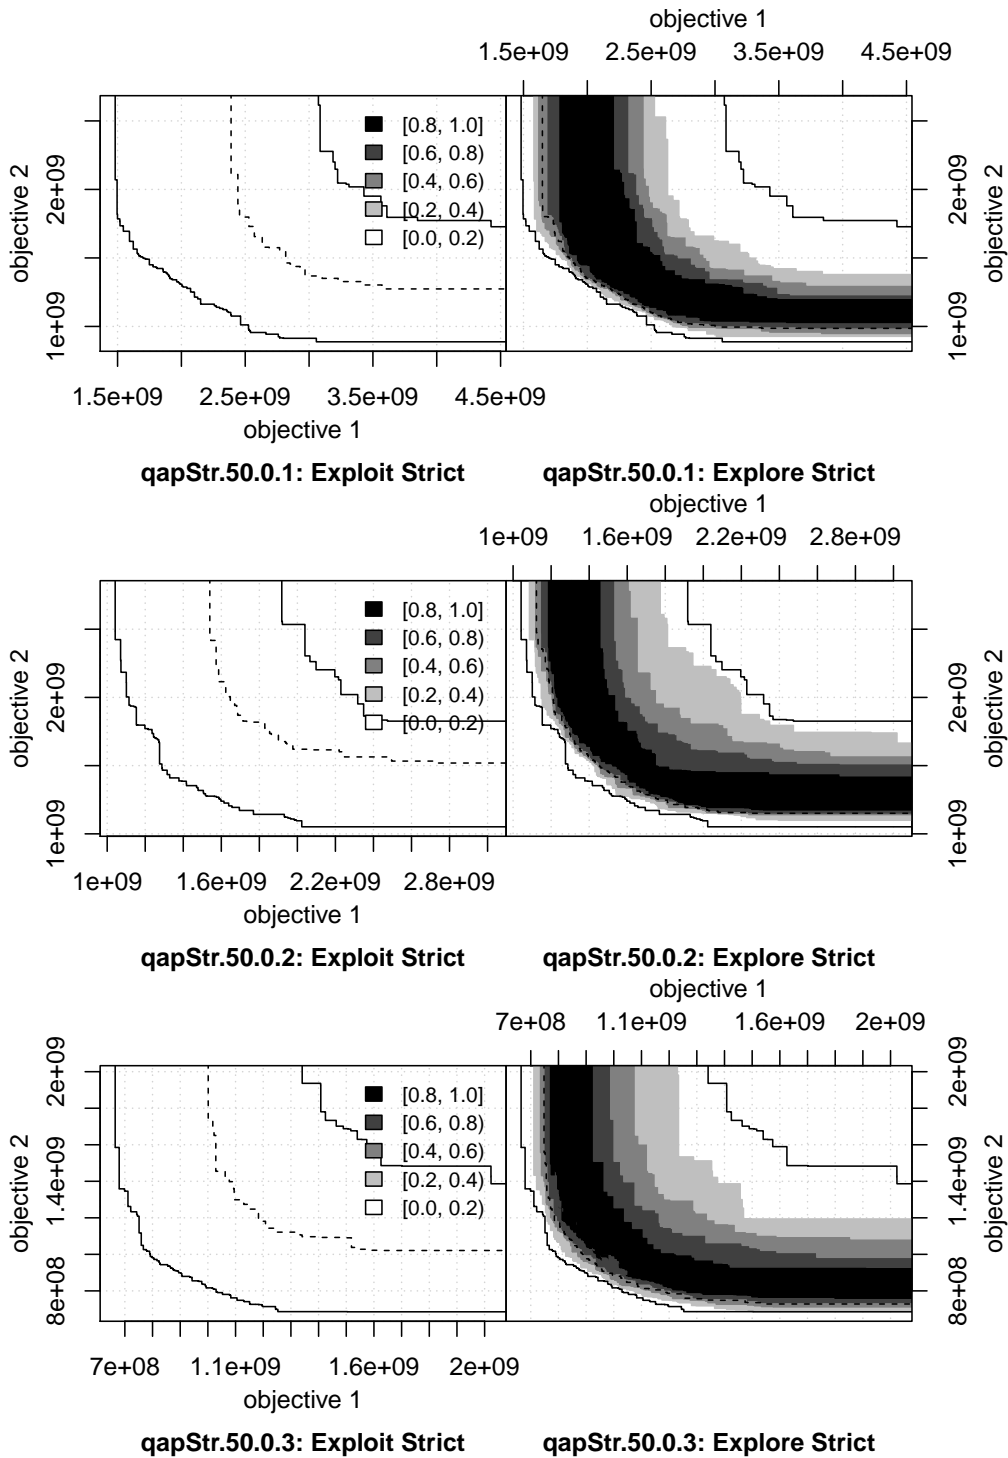 objective 1
1.5e+09 2.5e+09 3.5e+09 4.5e+09
objective 2
1e+09 2e+09
[0.8, 1.0]
[0.6, 0.8)
[0.4, 0.6)
[0.2, 0.4)
[0.0, 0.2)
1e+09 2e+09
objective 2
1.5e+09 2.5e+09 3.5e+09 4.5e+09
objective 1
qapStr.50.0.1: Exploit Strict
qapStr.50.0.1: Explore Strict
objective 1
1e+09 1.6e+09 2.2e+09 2.8e+09
objective 2
1e+09 2e+09
[0.8, 1.0]
[0.6, 0.8)
[0.4, 0.6)
[0.2, 0.4)
[0.0, 0.2)
1e+09 2e+09
objective 2
1e+09 1.6e+09 2.2e+09 2.8e+09
objective 1
qapStr.50.0.2: Exploit Strict
qapStr.50.0.2: Explore Strict
objective 1
7e+08 1.1e+09 1.6e+09 2e+09
objective 2
8e+08 1.4e+09 2e+09
[0.8, 1.0]
[0.6, 0.8)
[0.4, 0.6)
[0.2, 0.4)
[0.0, 0.2)
8e+08 1.4e+09 2e+09
objective 2
7e+08 1.1e+09 1.6e+09 2e+09
objective 1
qapStr.50.0.3: Exploit Strict
qapStr.50.0.3: Explore Strict